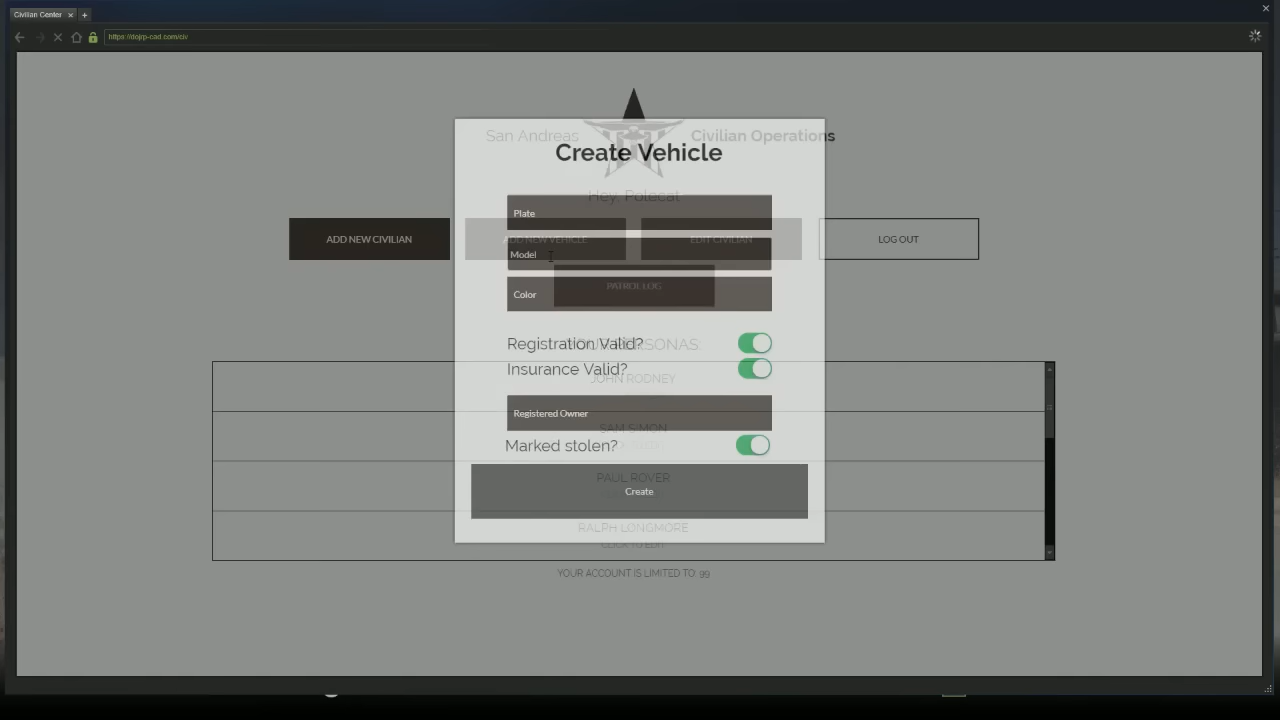 Civilian Center
https://dojrp-cad.com/civ
San Andreas
Civilian Operations
Create Vehicle
Hey, Polecat
Plate
ADD NEW CIVILIAN
ADD NEW VEHICLE
EDIT CIVILIAN
LOG OUT
Model
PATROL LOG
Color
Registration Valid?
YOUR PERSONAS:
Insurance Valid?
JOHN RODNEY
Registered Owner
SAM SIMON
Marked stolen?
PAUL ROVER
Create
RALPH LONGMORE
CLICK TO EDIT
YOUR ACCOUNT IS LIMITED TO: 99